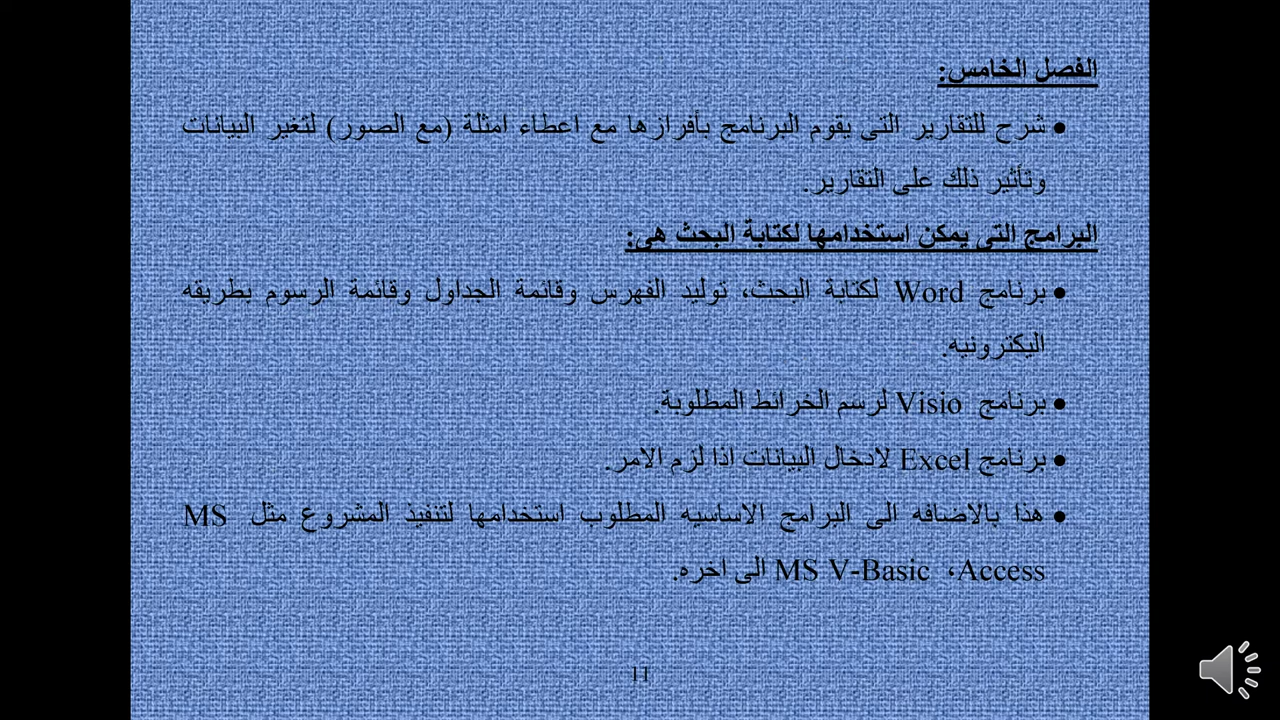 الفصل الخامس:
• شرح للتقارير التى يقوم البرنامج بأفرازها مع اعطاء امثلة (مع الصور) لتغير البيانات
وتأثير ذلك على التقارير.
البرامج التى يمكن استخدامها لكتابة البحث هى:
• برنامج Word لكتابة البحث، توليد الفهرس وقائمة الجداول وقائمة الرسوم بطريقه
اليكترونيه.
• برنامج Visio لرسم الخرائط المطلوبة.
• برنامج Excel لادخال البيانات اذا لزم الامر.
• هذا بالاضافه الى البرامج الاساسيه المطلوب استخدامها لتنفيذ المشروع مثل MS
Access، MS V-Basic الى اخره.
11